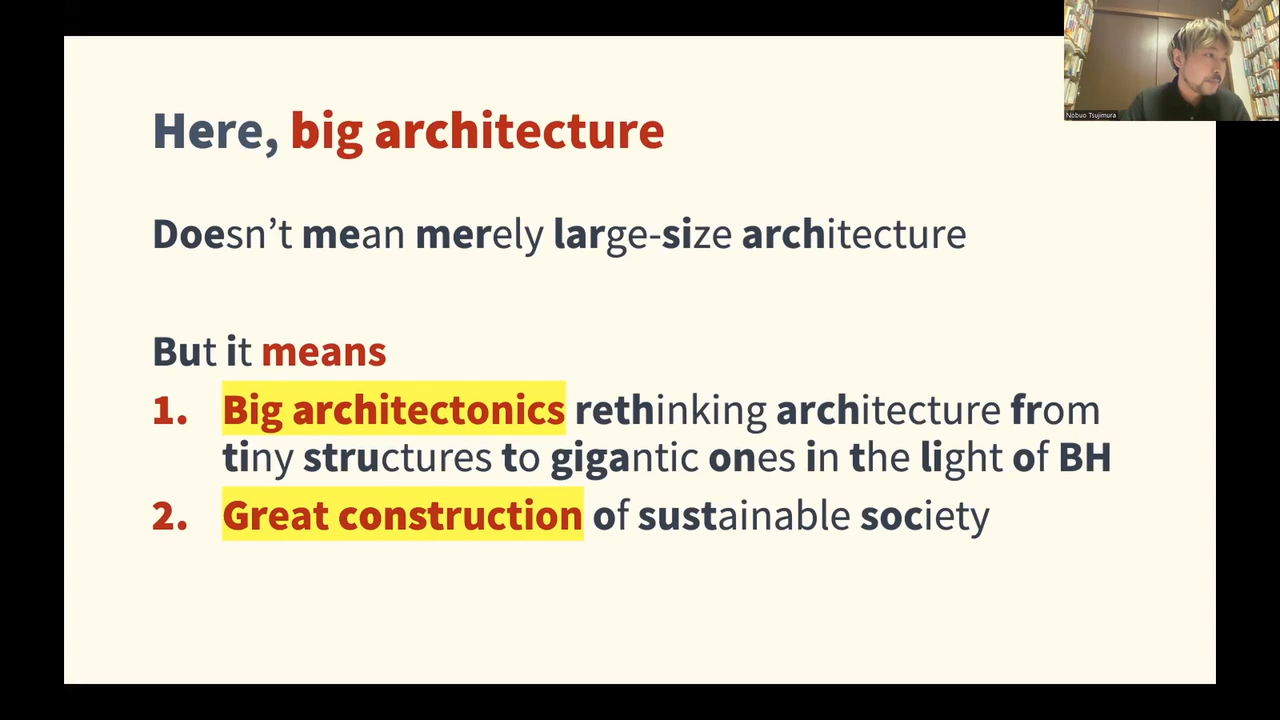 Here, big architecture
Doesn’t mean merely large-size architecture
But it means
1. Big architectonics rethinking architecture from
tiny structures to gigantic ones in the light of BH
2. Great construction of sustainable society
Nobuo Tsujimura